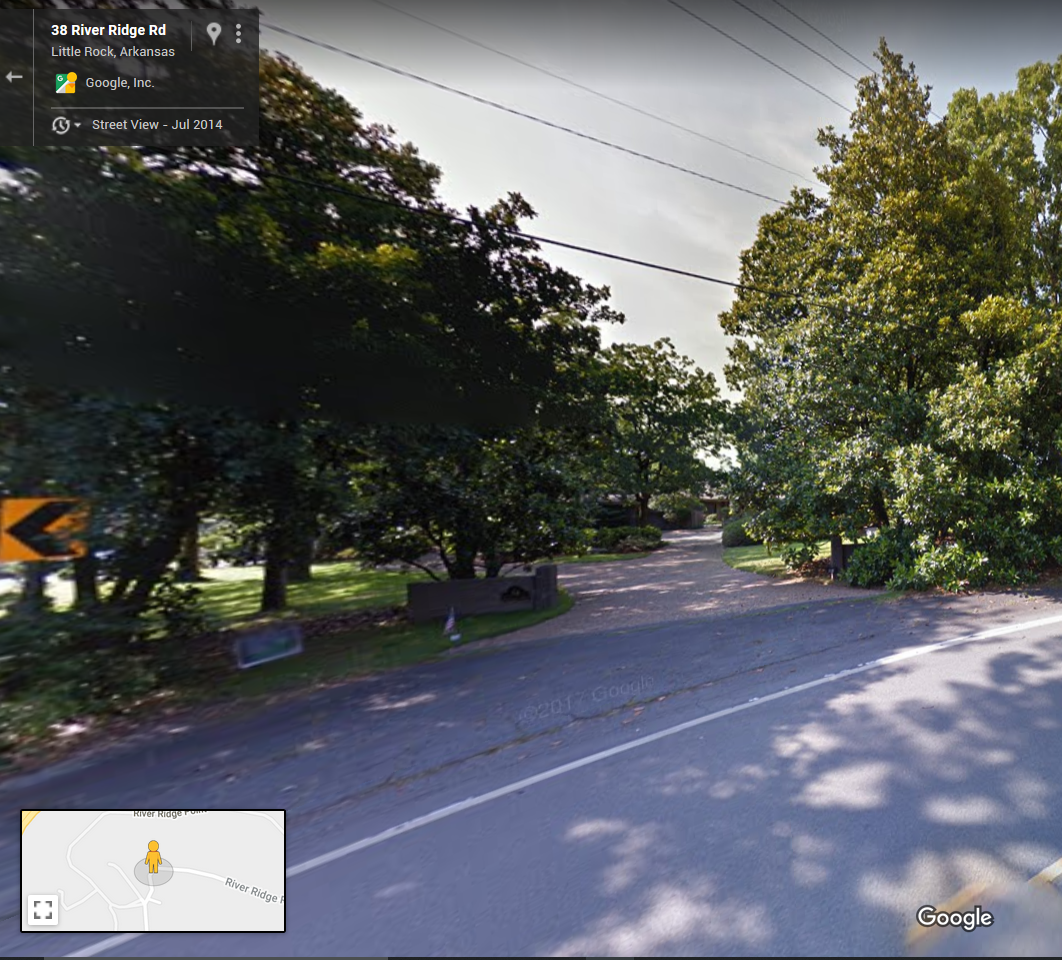 38 River Ridge Rd
Little Rock, Arkansas
Google, Inc.
Street View - Jul 2014
©2017 Google
River Ridge Point
River Ridge
Google